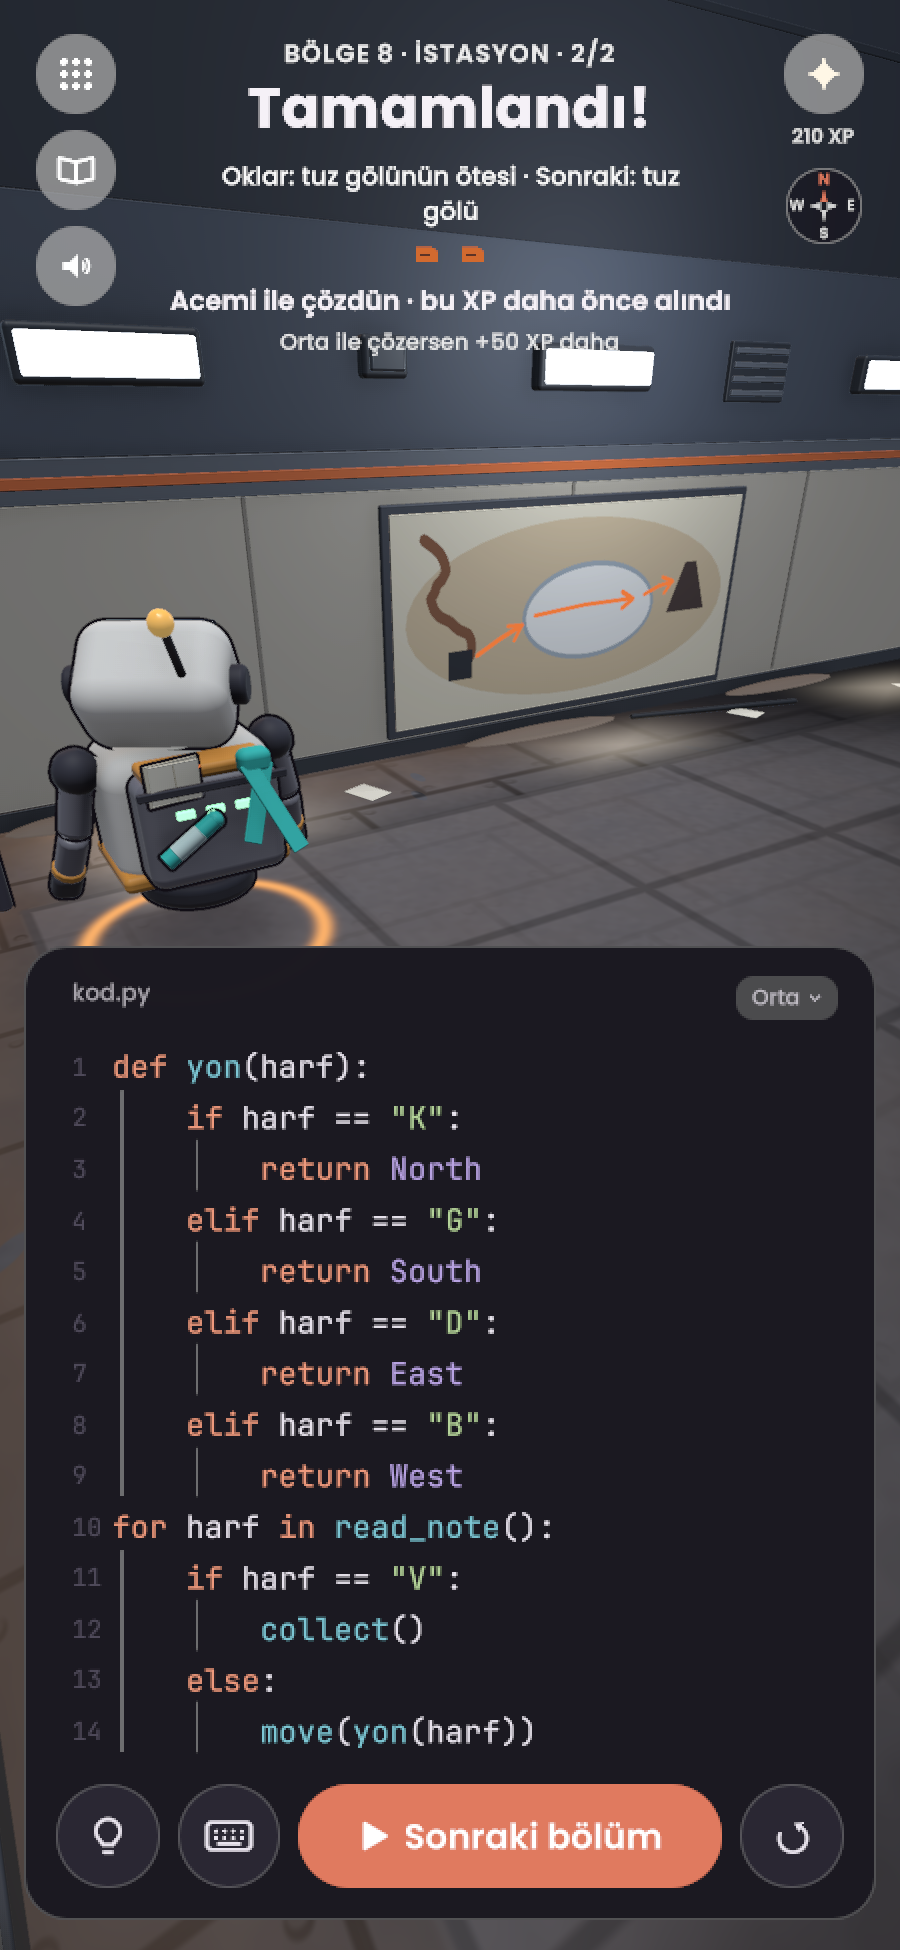 BÖLGE 8 · İSTASYON · 2/2
Tamamlandı!
210 XP
Oklar: tuz gölünün ötesi · Sonraki: tuz
gölü
N
W E
S
Acemi ile çözdün · bu XP daha önce alındı
Orta ile çözersen +50 XP daha
kod.py
Orta
1 def yon(harf):
2 if harf == "K":
3 return North
4 elif harf == "G":
5 return South
6 elif harf == "D":
7 return East
8 elif harf == "B":
9 return West
10 for harf in read_note():
11 if harf == "V":
12 collect()
13 else:
14 move(yon(harf))
Sonraki bölüm